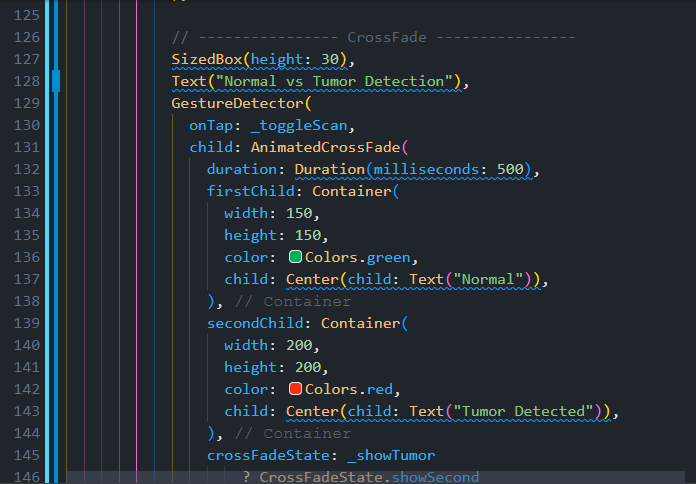 125
126 // ---------------- CrossFade ----------------
127 SizedBox(height: 30),
128 Text("Normal vs Tumor Detection"),
129 GestureDetector(
130 onTap: _toggleScan,
131 child: AnimatedCrossFade(
132 duration: Duration(milliseconds: 500),
133 firstChild: Container(
134 width: 150,
135 height: 150,
136 color: Colors.green,
137 child: Center(child: Text("Normal")),
138 ), // Container
139 secondChild: Container(
140 width: 200,
141 height: 200,
142 color: Colors.red,
143 child: Center(child: Text("Tumor Detected")),
144 ), // Container
145 crossFadeState: _showTumor
146 ? CrossFadeState.showSecond